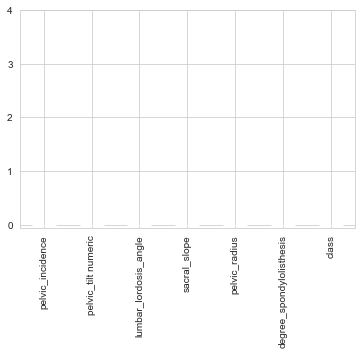 4
3
2
1
0
pelvic_incidence
pelvic_tilt numeric
lumbar_lordosis_angle
sacral_slope
pelvic_radius
degree_spondylolisthesis
class